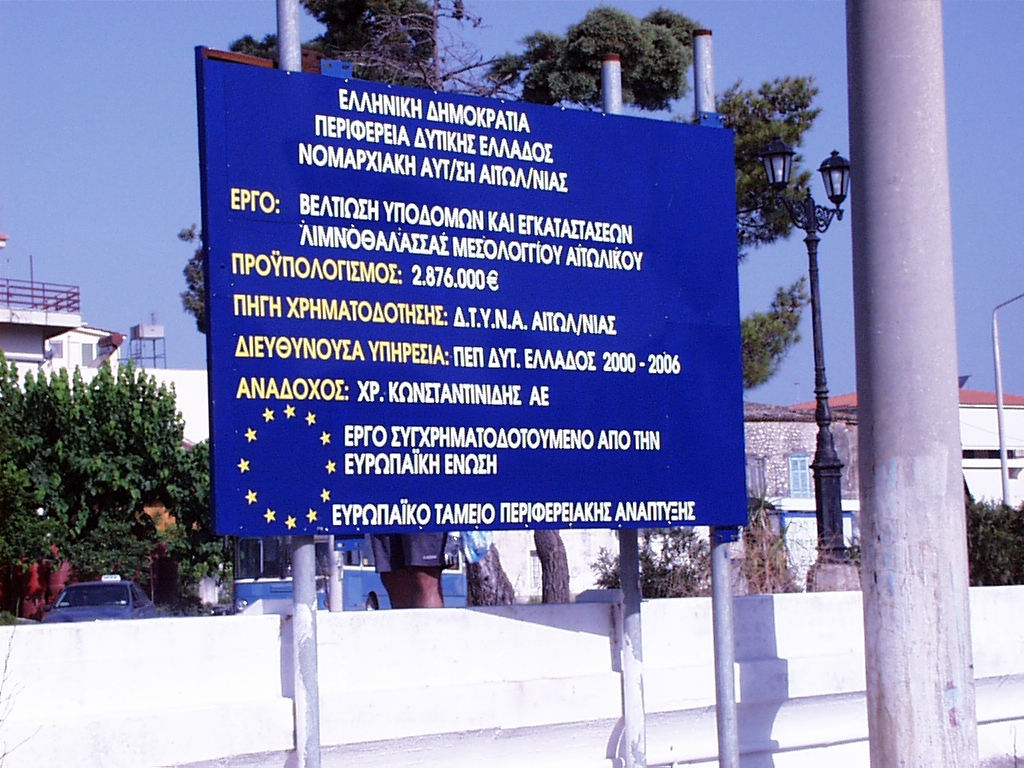 ΕΛΛΗΝΙΚΗ ΔΗΜΟΚΡΑΤΙΑ
ΠΕΡΙΦΕΡΕΙΑ ΔΥΤΙΚΗΣ ΕΛΛΑΔΟΣ
ΝΟΜΑΡΧΙΑΚΗ ΑΥΤ/ΣΗ ΑΙΤΩΛ/ΝΙΑΣ
ΕΡΓΟ: ΒΕΛΤΙΩΣΗ ΥΠΟΔΟΜΩΝ ΚΑΙ ΕΓΚΑΤΑΣΤΑΣΕΩΝ
ΛΙΜΝΟΘΑΛΑΣΣΑΣ ΜΕΣΟΛΟΓΓΙΟΥ ΑΙΤΩΛΙΚΟΥ
ΠΡΟΫΠΟΛΟΓΙΣΜΟΣ: 2.876.000€
ΠΗΓΗ ΧΡΗΜΑΤΟΔΟΤΗΣΗΣ: Δ.Τ.Υ.Ν.Α. ΑΙΤΩΛ/ΝΙΑΣ
ΔΙΕΥΘΥΝΟΥΣΑ ΥΠΗΡΕΣΙΑ: ΠΕΠ ΔΥΤ. ΕΛΛΑΔΟΣ 2000 - 2006
ΑΝΑΔΟΧΟΣ: ΧΡ. ΚΩΝΣΤΑΝΤΙΝΙΔΗΣ ΑΕ
ΕΡΓΟ ΣΥΓΧΡΗΜΑΤΟΔΟΤΟΥΜΕΝΟ ΑΠΟ ΤΗΝ
ΕΥΡΩΠΑΪΚΗ ΕΝΩΣΗ
ΕΥΡΩΠΑΪΚΟ ΤΑΜΕΙΟ ΠΕΡΙΦΕΡΕΙΑΚΗΣ ΑΝΑΠΤΥΞΗΣ